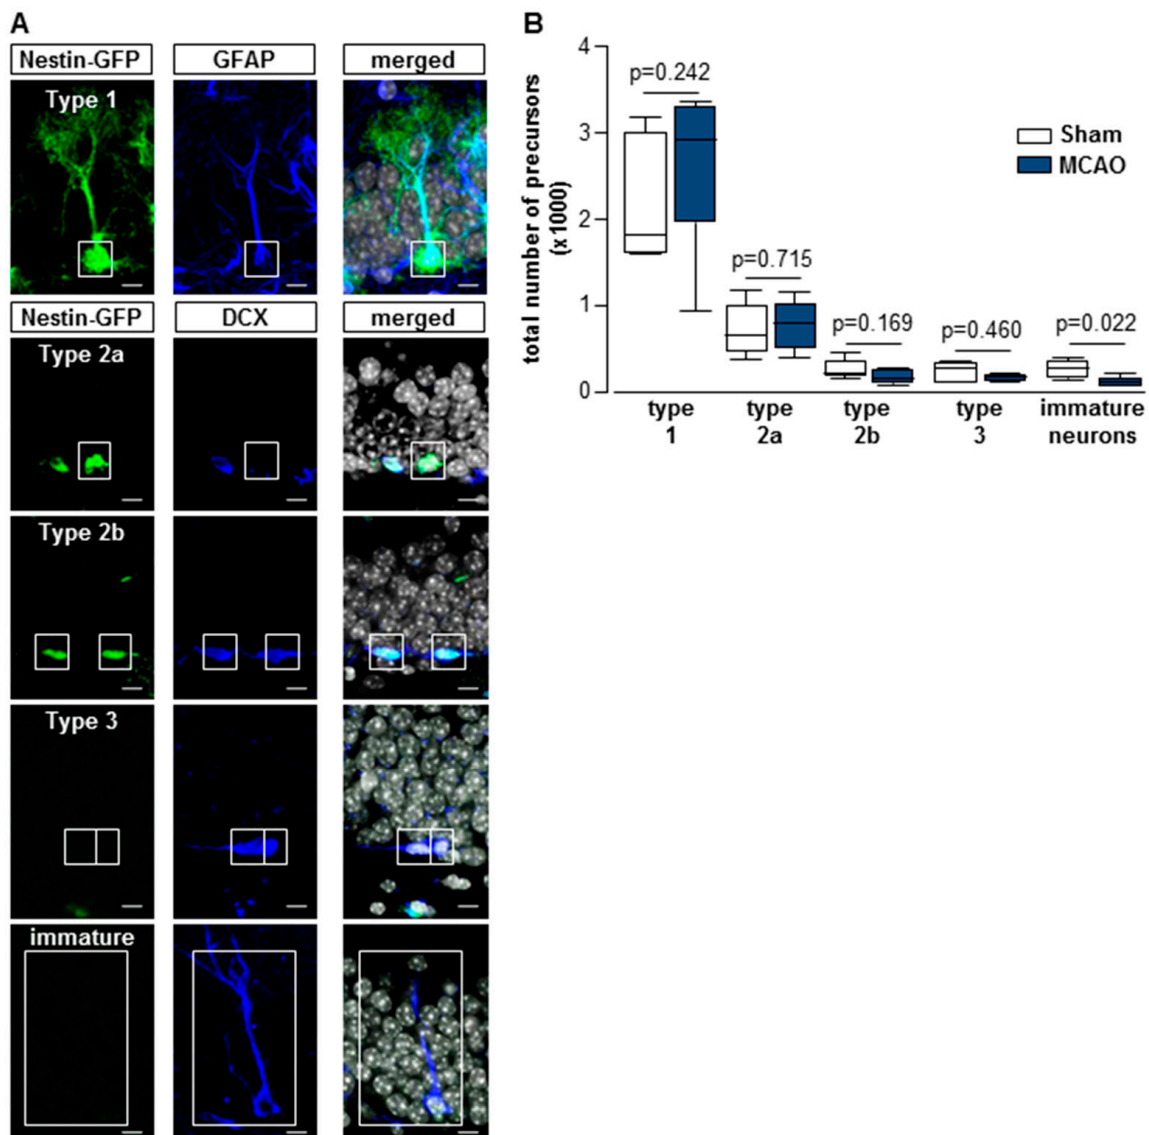 A
Nestin-GFP GFAP merged
Type 1
Nestin-GFP DCX merged
Type 2a
Type 2b
Type 3
immature
B
total number of precursors
(x1000)
4
3
2
1
0
p=0.242
p=0.715
p=0.169
p=0.460
p=0.022
Sham
MCAO
type
1
type
2a
type
2b
type
3
immature
neurons